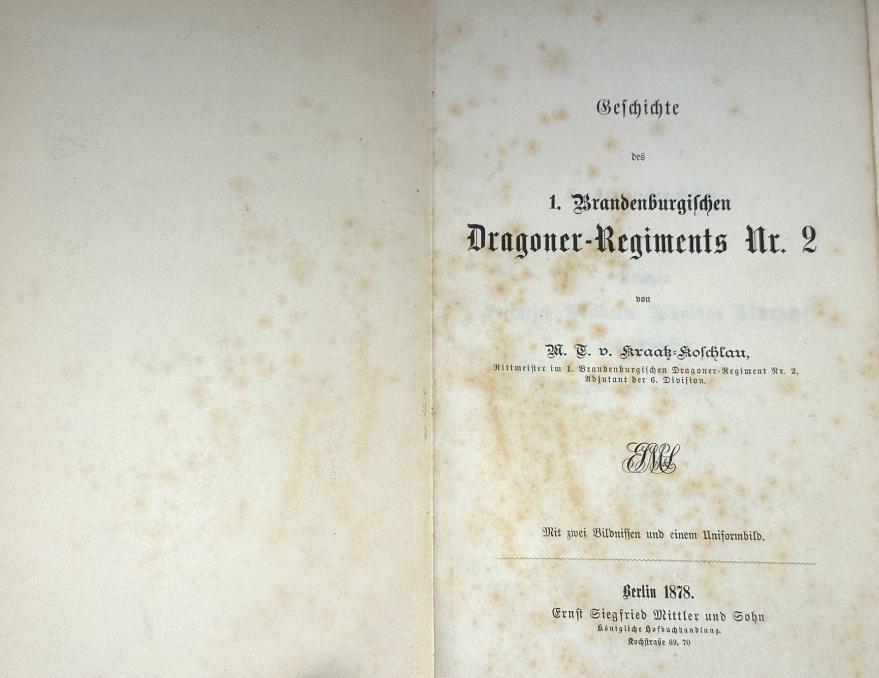 Geschichte
des
1. Brandenburgischen
Dragoner-Regiments Nr. 2
von
M. T. v. Kraatz-Koschlau,
Rittmeister im 1. Brandenburgischen Dragoner-Regiment Nr. 2,
Adjutant der 6. Division.
Mit zwei Bildnissen und einem Uniformbild.
Berlin 1878.
Ernst Siegfried Mittler und Sohn
Königliche Hofbuchhandlung.
Kochstraße 69. 70